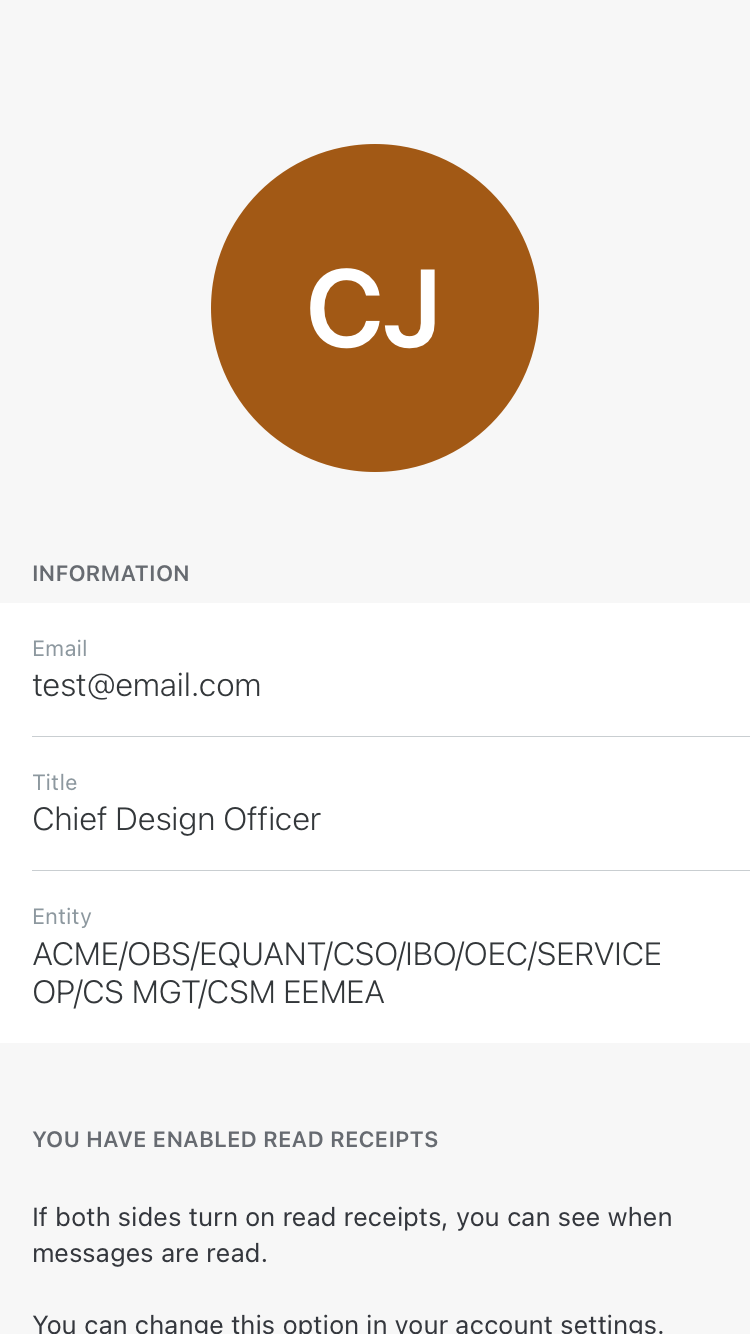 CJ
INFORMATION
Email
test@email.com
Title
Chief Design Officer
Entity
ACME/OBS/EQUANT/CSO/IBO/OEC/SERVICE
OP/CS MGT/CSM EEMEA
YOU HAVE ENABLED READ RECEIPTS
If both sides turn on read receipts, you can see when
messages are read.
You can change this option in your account settings.